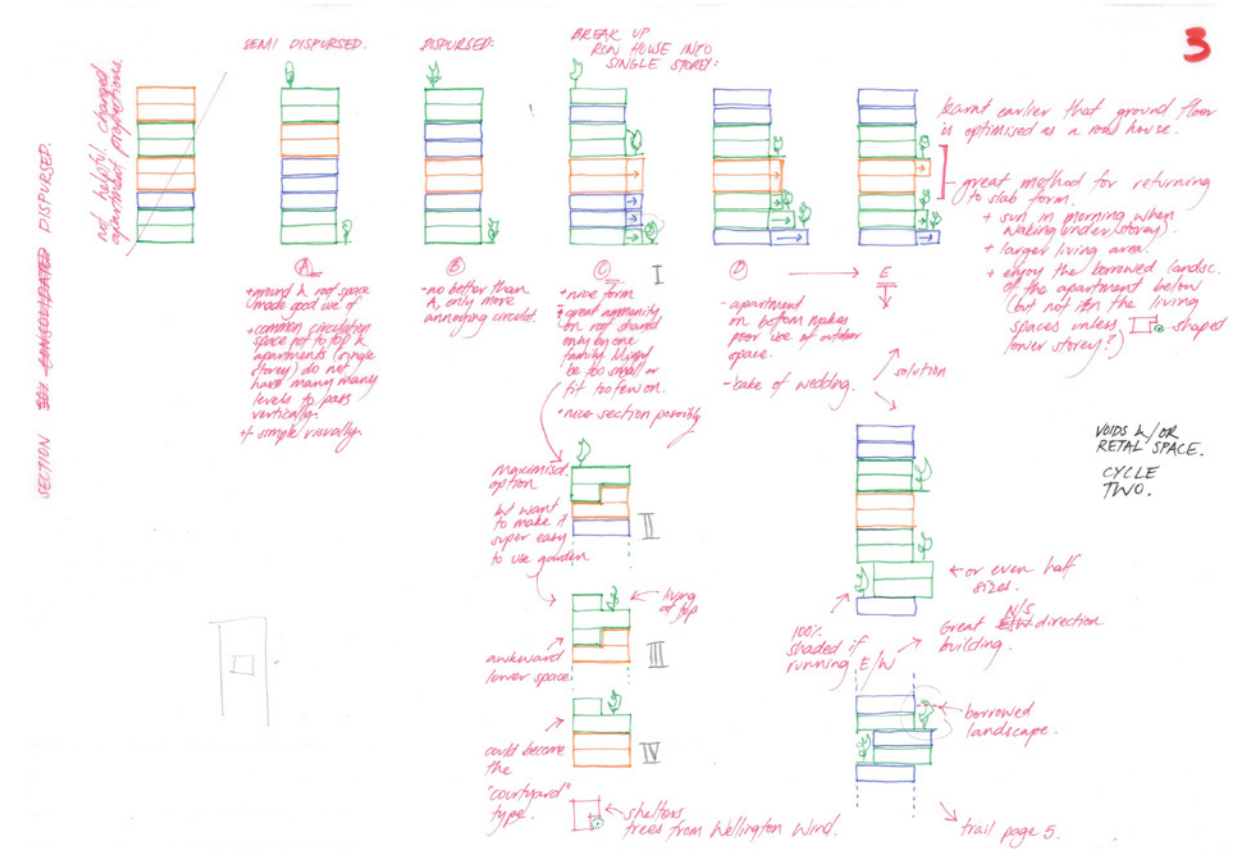 3
SECTION CONSOLIDATED DISPURSED.
not helpful. changed
apartment proportions.
SEMI DISPURSED.
DISPURSED:
BREAK UP
ROW HOUSE INTO
SINGLE STOREY:
learnt earlier that ground floor
is optimised as a row house.
great method for returning
to slab form.
+ sun in morning when
waking under storey).
+ larger living area.
+ enjoy the borrowed landsc.
of the apartment below
(but not in the living
spaces unless shaped
lower storey?)
A
+ground & roof space
made good use of
+common circulation
space not to top &
apartments (single
storey) do not
have many many
levels to pass
vertically.
+/- simple visually.
B
-no better than
A, only more
annoying circulat.
C
I
+nice form
great ammenity
on roof shared
only by one
family. Might
be too small or
fit too few on.
+nice section possibly
D
E
- apartment
on bottom makes
poor use of outdoor
space.
- cake of wedding.
solution
VOIDS &/OR
RETAL SPACE.
CYCLE
TWO.
Maximised
option
but want
to make it
super easy
to use garden
II
living
at top
awkward
lower space
III
could become
the
"courtyard"
type.
IV
shelters
trees from Wellington Wind.
or even half
sizes.
100%
shaded if
running E/W
N/S
Great E/W direction
building.
borrowed
landscape.
trail page 5.